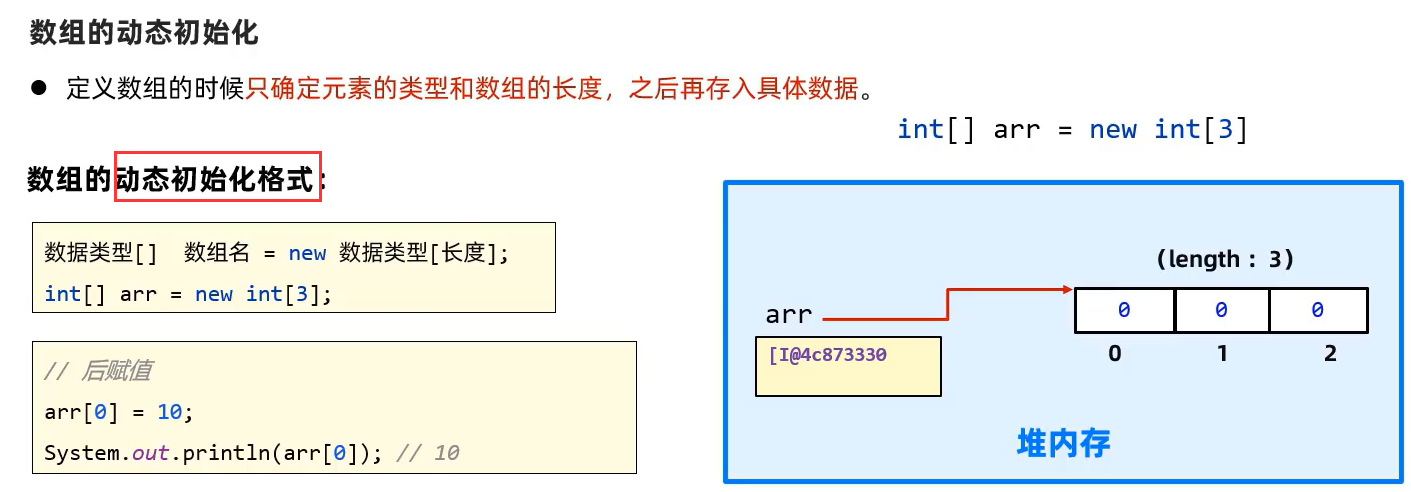 数组的动态初始化
● 定义数组的时候只确定元素的类型和数组的长度，之后再存入具体数据。
int[] arr = new int[3]
数组的动态初始化格式：
数据类型[]  数组名 = new 数据类型[长度];
int[] arr = new int[3];
// 后赋值
arr[0] = 10;
System.out.println(arr[0]); // 10
（length：3）
arr
0 0 0
[I@4c873330
0 1 2
堆内存